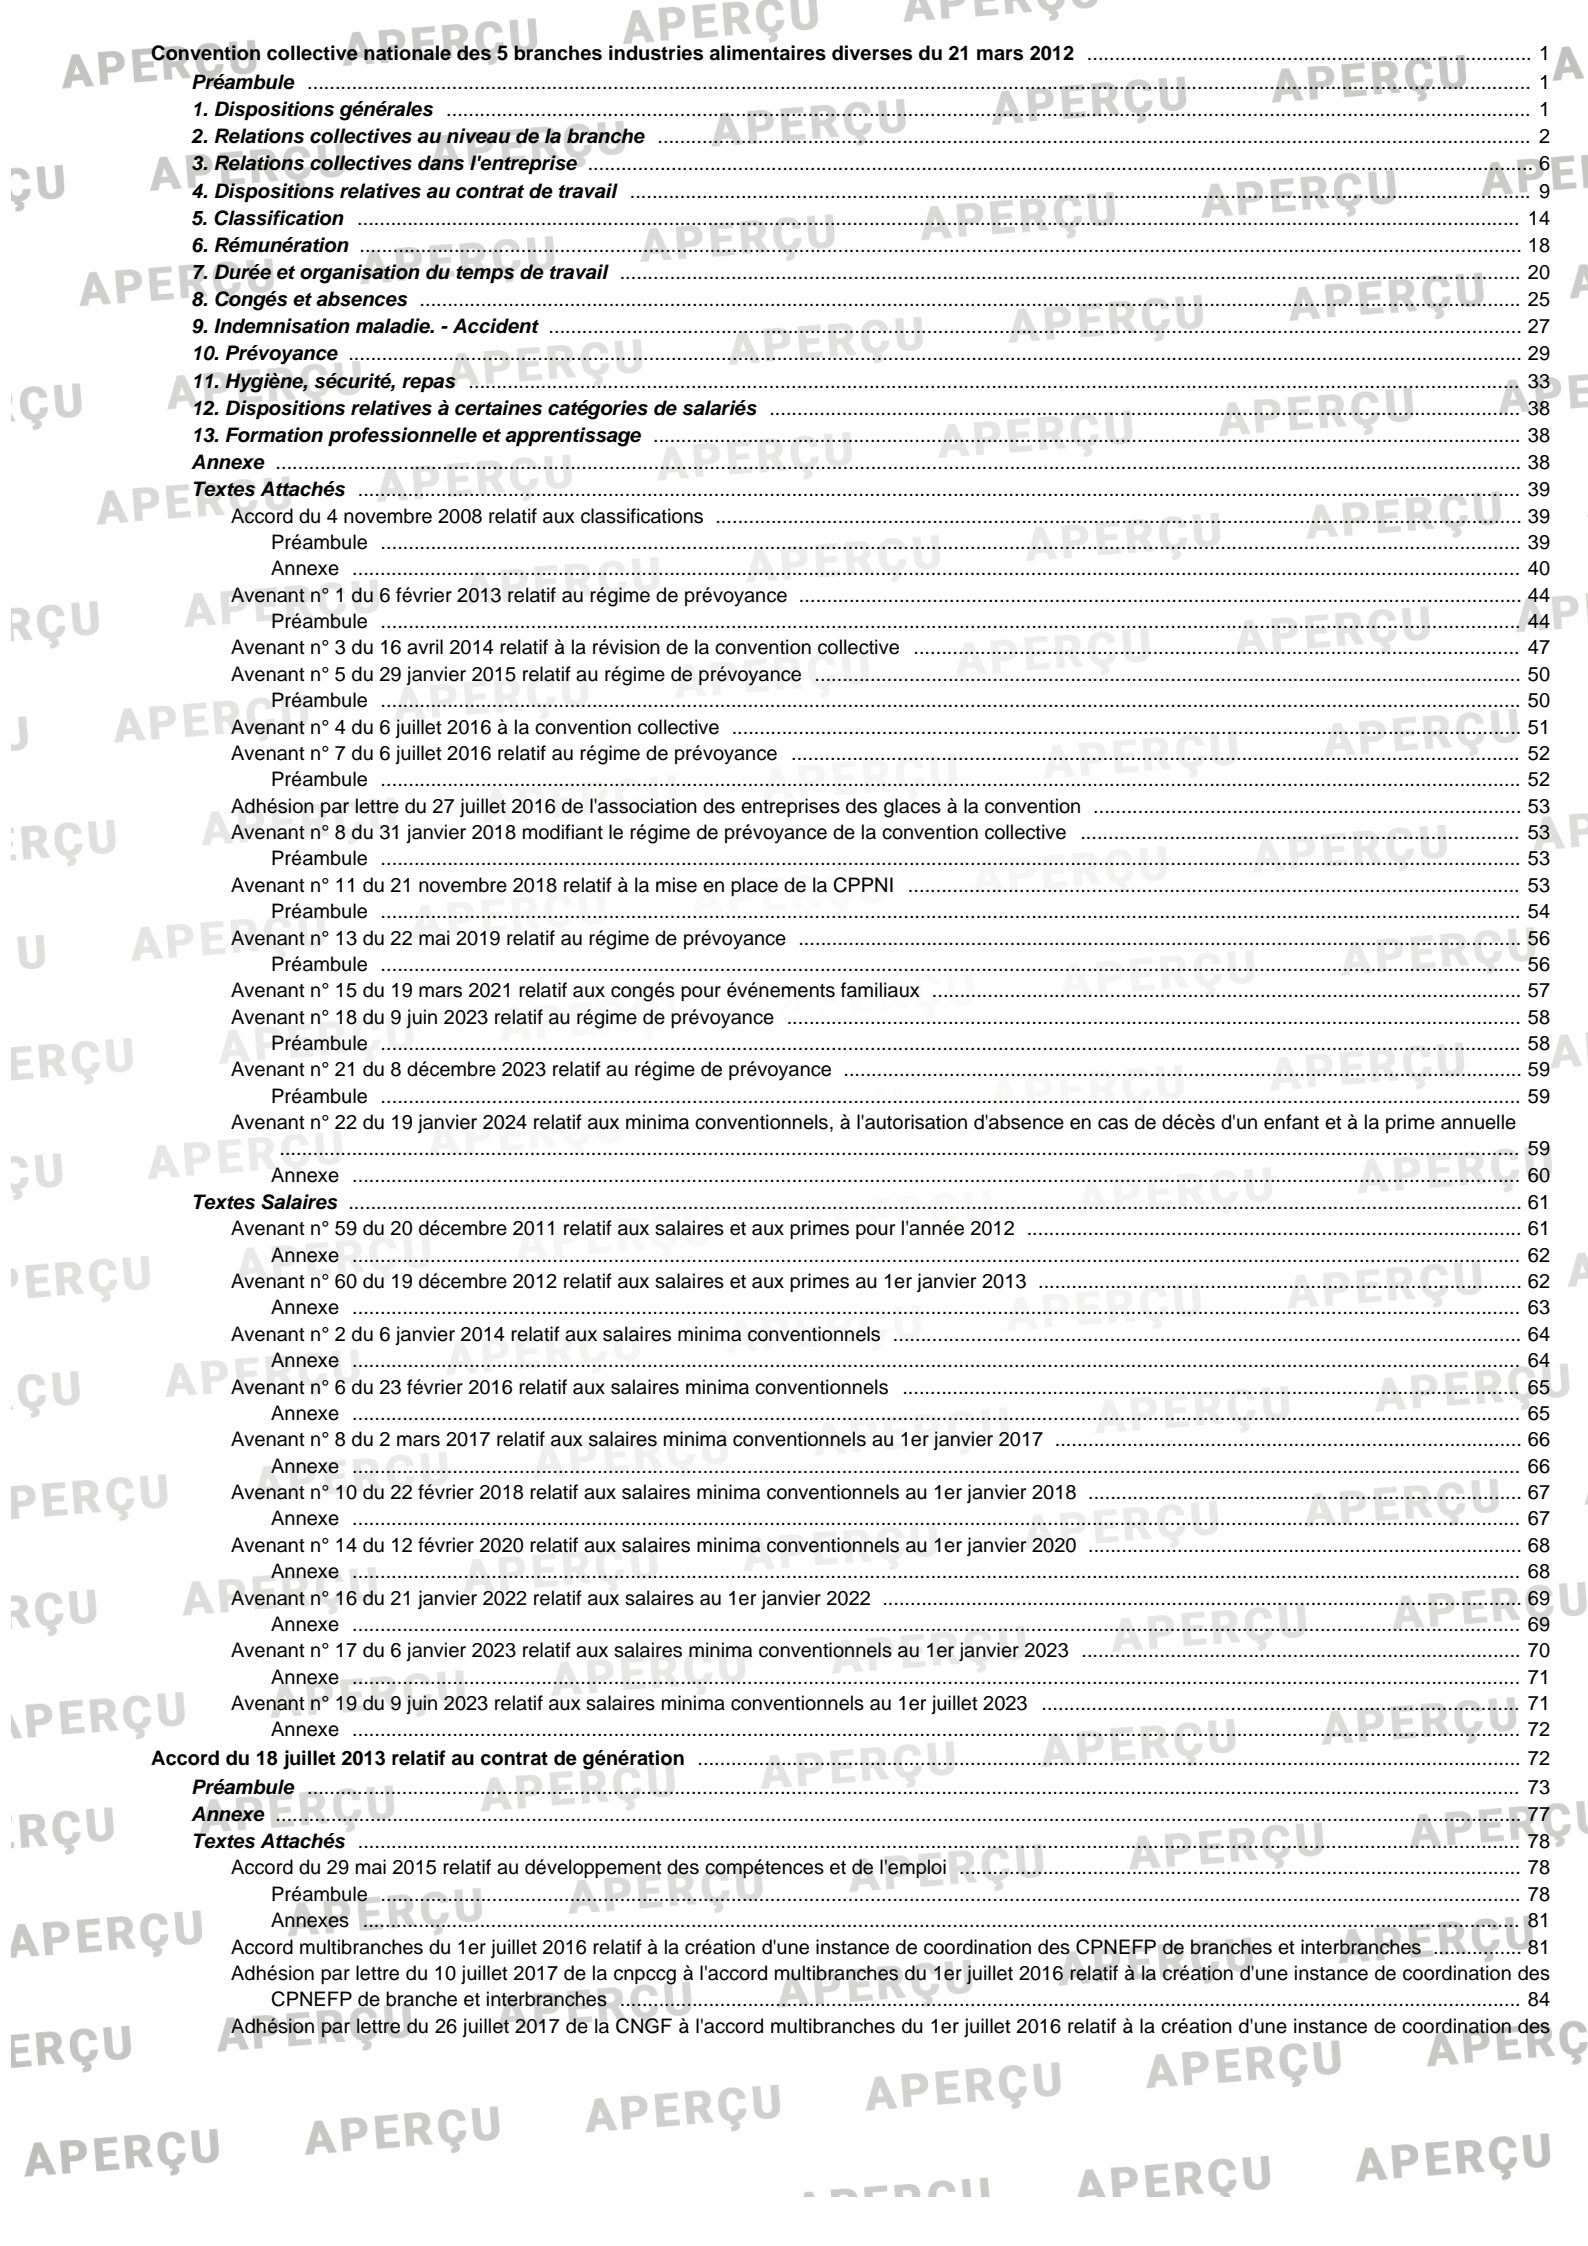 Convention collective nationale des 5 branches industries alimentaires diverses du 21 mars 2012 1
Préambule 1
1. Dispositions générales 1
2. Relations collectives au niveau de la branche 2
3. Relations collectives dans l'entreprise 6
4. Dispositions relatives au contrat de travail 9
5. Classification 14
6. Rémunération 18
7. Durée et organisation du temps de travail 20
8. Congés et absences 25
9. Indemnisation maladie. - Accident 27
10. Prévoyance 29
11. Hygiène, sécurité, repas 33
12. Dispositions relatives à certaines catégories de salariés 38
13. Formation professionnelle et apprentissage 38
Annexe 38
Textes Attachés 39
Accord du 4 novembre 2008 relatif aux classifications 39
Préambule 39
Annexe 40
Avenant n° 1 du 6 février 2013 relatif au régime de prévoyance 44
Préambule 44
Avenant n° 3 du 16 avril 2014 relatif à la révision de la convention collective 47
Avenant n° 5 du 29 janvier 2015 relatif au régime de prévoyance 50
Préambule 50
Avenant n° 4 du 6 juillet 2016 à la convention collective 51
Avenant n° 7 du 6 juillet 2016 relatif au régime de prévoyance 52
Préambule 52
Adhésion par lettre du 27 juillet 2016 de l'association des entreprises des glaces à la convention 53
Avenant n° 8 du 31 janvier 2018 modifiant le régime de prévoyance de la convention collective 53
Préambule 53
Avenant n° 11 du 21 novembre 2018 relatif à la mise en place de la CPPNI 53
Préambule 54
Avenant n° 13 du 22 mai 2019 relatif au régime de prévoyance 56
Préambule 56
Avenant n° 15 du 19 mars 2021 relatif aux congés pour événements familiaux 57
Avenant n° 18 du 9 juin 2023 relatif au régime de prévoyance 58
Préambule 58
Avenant n° 21 du 8 décembre 2023 relatif au régime de prévoyance 59
Préambule 59
Avenant n° 22 du 19 janvier 2024 relatif aux minima conventionnels, à l'autorisation d'absence en cas de décès d'un enfant et à la prime annuelle
59
Annexe 60
Textes Salaires 61
Avenant n° 59 du 20 décembre 2011 relatif aux salaires et aux primes pour l'année 2012 61
Annexe 62
Avenant n° 60 du 19 décembre 2012 relatif aux salaires et aux primes au 1er janvier 2013 62
Annexe 63
Avenant n° 2 du 6 janvier 2014 relatif aux salaires minima conventionnels 64
Annexe 64
Avenant n° 6 du 23 février 2016 relatif aux salaires minima conventionnels 65
Annexe 65
Avenant n° 8 du 2 mars 2017 relatif aux salaires minima conventionnels au 1er janvier 2017 66
Annexe 66
Avenant n° 10 du 22 février 2018 relatif aux salaires minima conventionnels au 1er janvier 2018 67
Annexe 67
Avenant n° 14 du 12 février 2020 relatif aux salaires minima conventionnels au 1er janvier 2020 68
Annexe 68
Avenant n° 16 du 21 janvier 2022 relatif aux salaires au 1er janvier 2022 69
Annexe 69
Avenant n° 17 du 6 janvier 2023 relatif aux salaires minima conventionnels au 1er janvier 2023 70
Annexe 71
Avenant n° 19 du 9 juin 2023 relatif aux salaires minima conventionnels au 1er juillet 2023 71
Annexe 72
Accord du 18 juillet 2013 relatif au contrat de génération 72
Préambule 73
Annexe 77
Textes Attachés 78
Accord du 29 mai 2015 relatif au développement des compétences et de l'emploi 78
Préambule 78
Annexes 81
Accord multibranches du 1er juillet 2016 relatif à la création d'une instance de coordination des CPNEFP de branches et interbranches 81
Adhésion par lettre du 10 juillet 2017 de la cnpccg à l'accord multibranches du 1er juillet 2016 relatif à la création d'une instance de coordination des
CPNEFP de branche et interbranches 84
Adhésion par lettre du 26 juillet 2017 de la CNGF à l'accord multibranches du 1er juillet 2016 relatif à la création d'une instance de coordination des
APERÇU